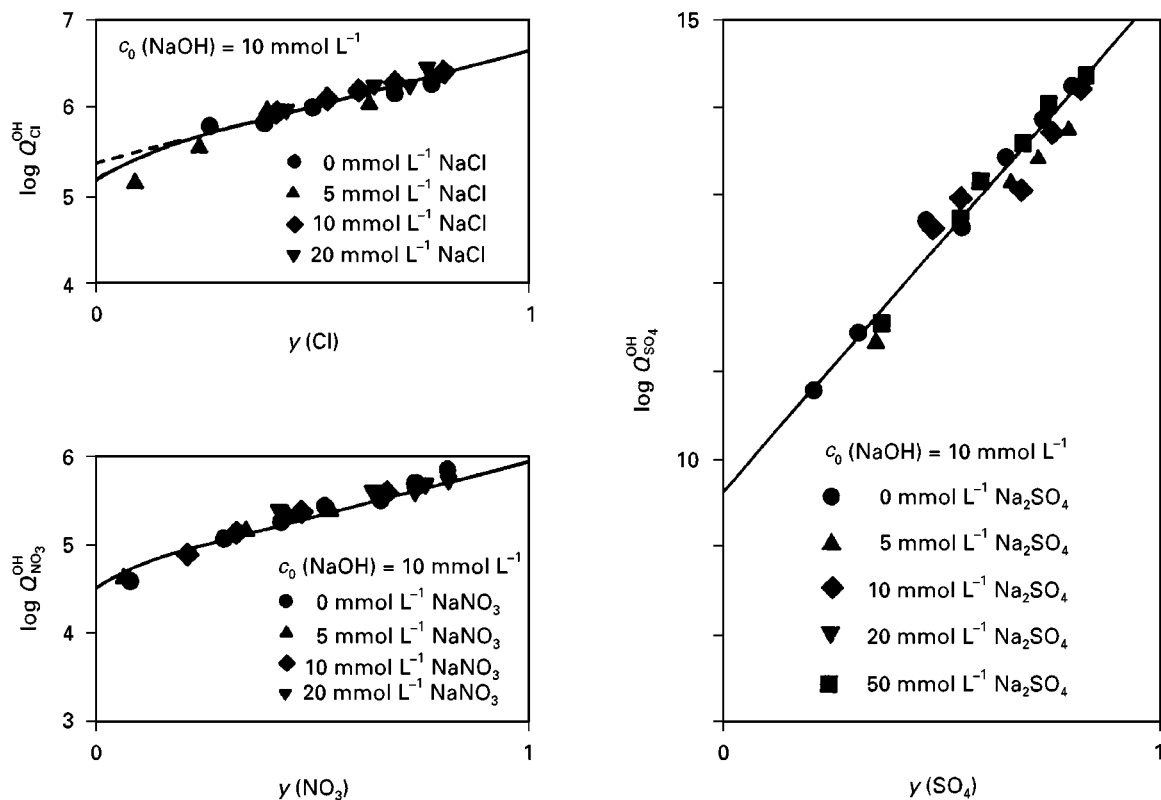 7
c₀ (NaOH) = 10 mmol L⁻¹
6
log Q^OH_Cl
0 mmol L⁻¹ NaCl
5
5 mmol L⁻¹ NaCl
10 mmol L⁻¹ NaCl
20 mmol L⁻¹ NaCl
4
0
1
y (Cl)
6
5
log Q^OH_NO₃
c₀ (NaOH) = 10 mmol L⁻¹
0 mmol L⁻¹ NaNO₃
4
5 mmol L⁻¹ NaNO₃
10 mmol L⁻¹ NaNO₃
20 mmol L⁻¹ NaNO₃
3
0
1
y (NO₃)
15
log Q^OH_SO₄
10
c₀ (NaOH) = 10 mmol L⁻¹
0 mmol L⁻¹ Na₂SO₄
5 mmol L⁻¹ Na₂SO₄
10 mmol L⁻¹ Na₂SO₄
20 mmol L⁻¹ Na₂SO₄
50 mmol L⁻¹ Na₂SO₄
0
1
y (SO₄)